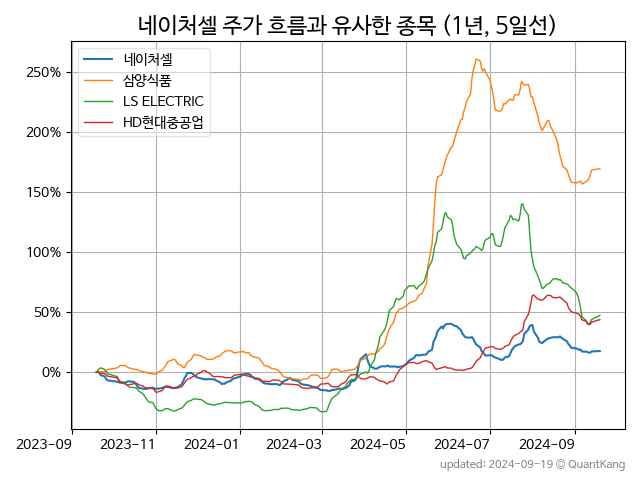 네이처셀 주가 흐름과 유사한 종목 (1년, 5일선)
네이처셀
삼양식품
LS ELECTRIC
HD현대중공업
250%
200%
150%
100%
50%
0%
2023-09 2023-11 2024-01 2024-03 2024-05 2024-07 2024-09
updated: 2024-09-19 © QuantKang